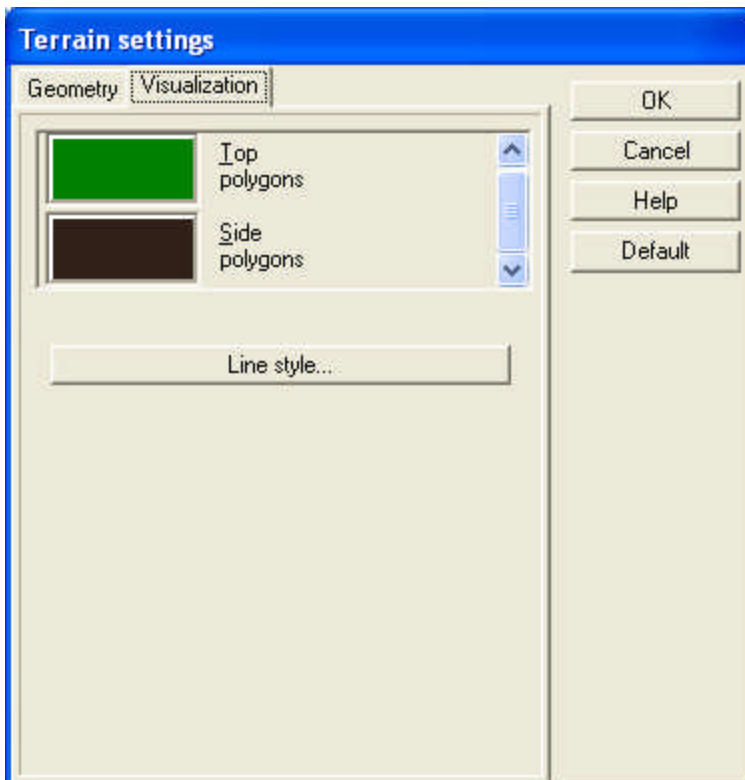 Terrain settings
Geometry
Visualization
Top
polygons
Side
polygons
Line style...
OK
Cancel
Help
Default